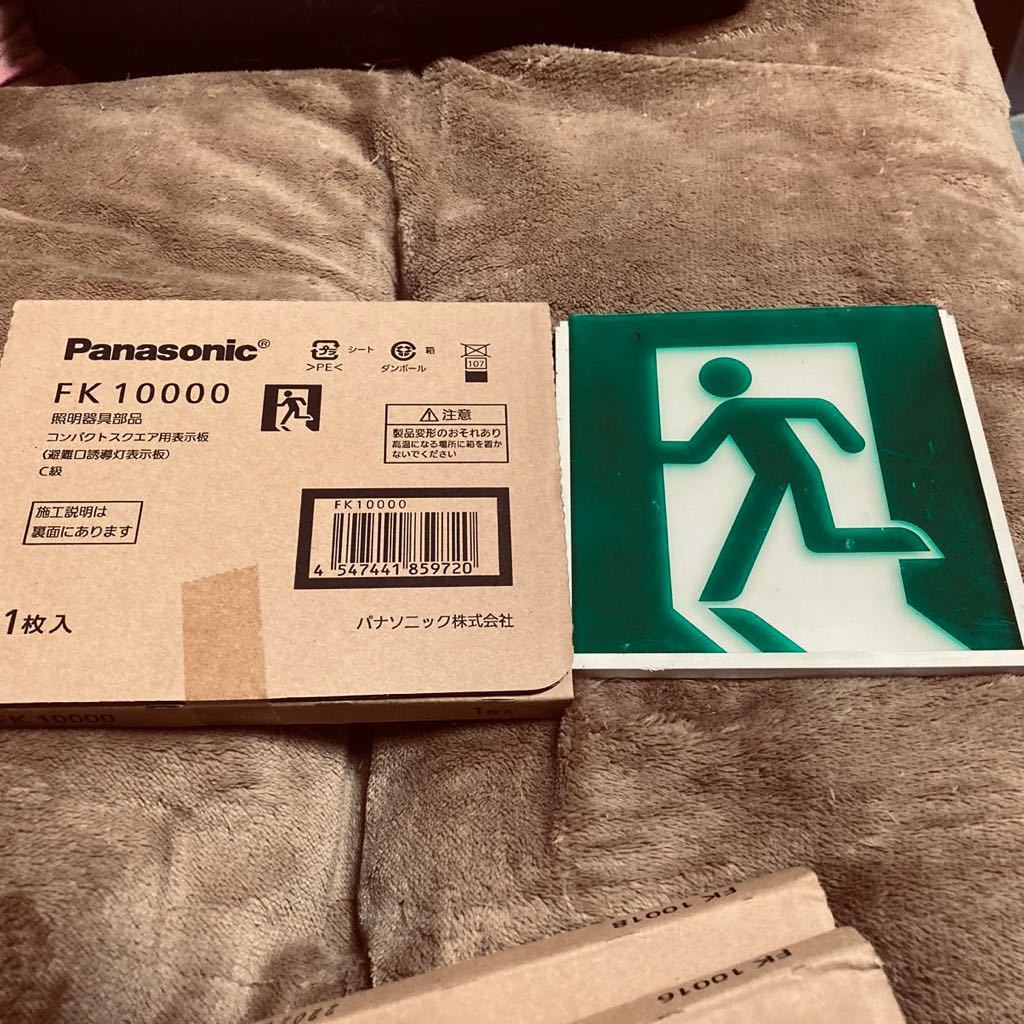 Panasonic®
FK10000
照明器具部品
コンパクトスクエア用表示板
(避難口誘導灯表示板)
C級
プラ
シート
>PE<
箱
ダンボール
107
⚠注意
製品変形のおそれあり
高温になる場所に箱を置か
ないでください
施工説明は
裏面にあります
FK10000
4 547441 859720
1枚入
パナソニック株式会社
FK 10000
1枚入
FK 10018
FK 10016